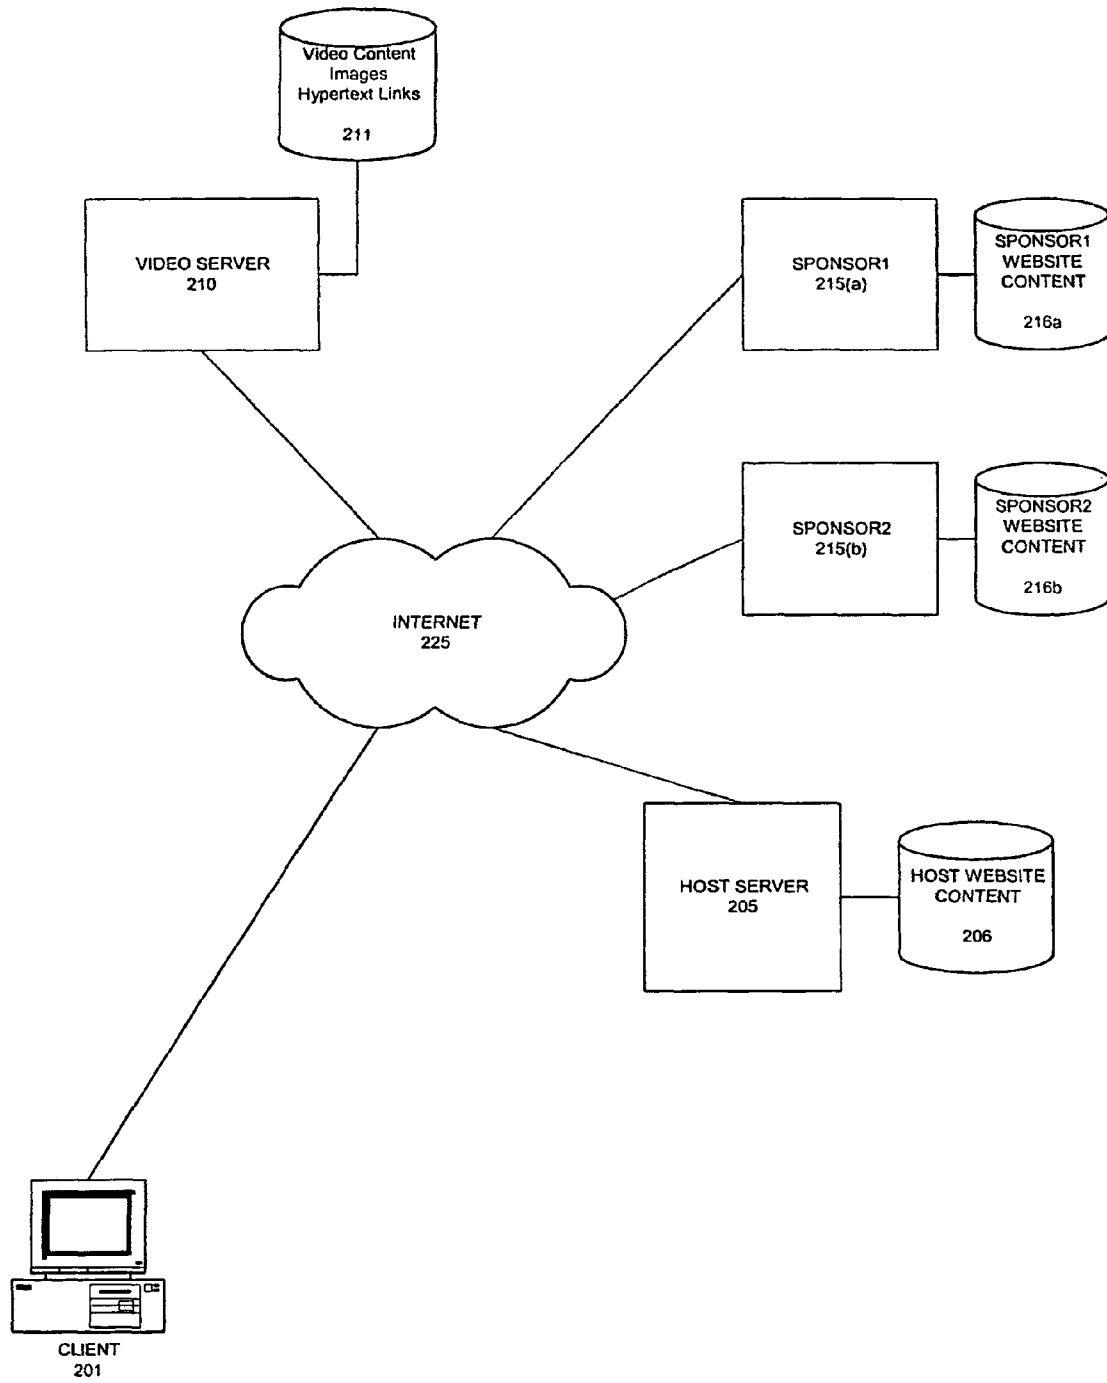 Video Content
Images
Hypertext Links
211
VIDEO SERVER
210
SPONSOR1
215(a)
SPONSOR1
WEBSITE
CONTENT
216a
SPONSOR2
215(b)
SPONSOR2
WEBSITE
CONTENT
216b
INTERNET
225
HOST SERVER
205
HOST WEBSITE
CONTENT
206
CLIENT
201